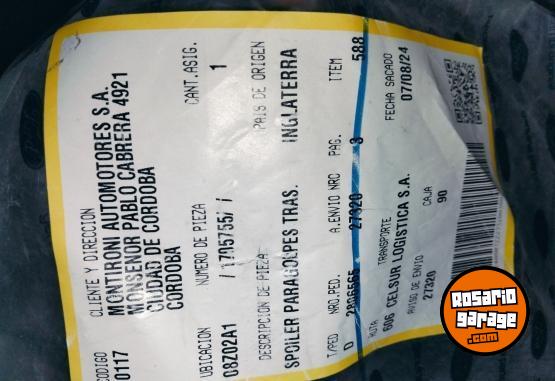 CODIGO
0117
CLIENTE Y DIRECCION
MONTIRONI AUTOMOTORES S.A.
MONSENOR PABLO CABRERA 4921
CIUDAD DE CORDOBA
CORDOBA
UBICACION
08Z02A1
NUMERO DE PIEZA
CANT.ASIG.
1
DESCRIPCION DE PIEZA
SPOILER PARAGOLPES TRAS.
PAIS DE ORIGEN
INGLATERRA
T/PED
D
NRO.PED.
A.ENVIO NRC
27320
PAG.
3
ITEM
588
RUTA
606
TRANSPORTE
CELSUR LOGISTICA S.A.
FECHA SACADO
07/08/24
AVISO DE ENVIO
27320
CAJA
90
Rosario
garage
.com